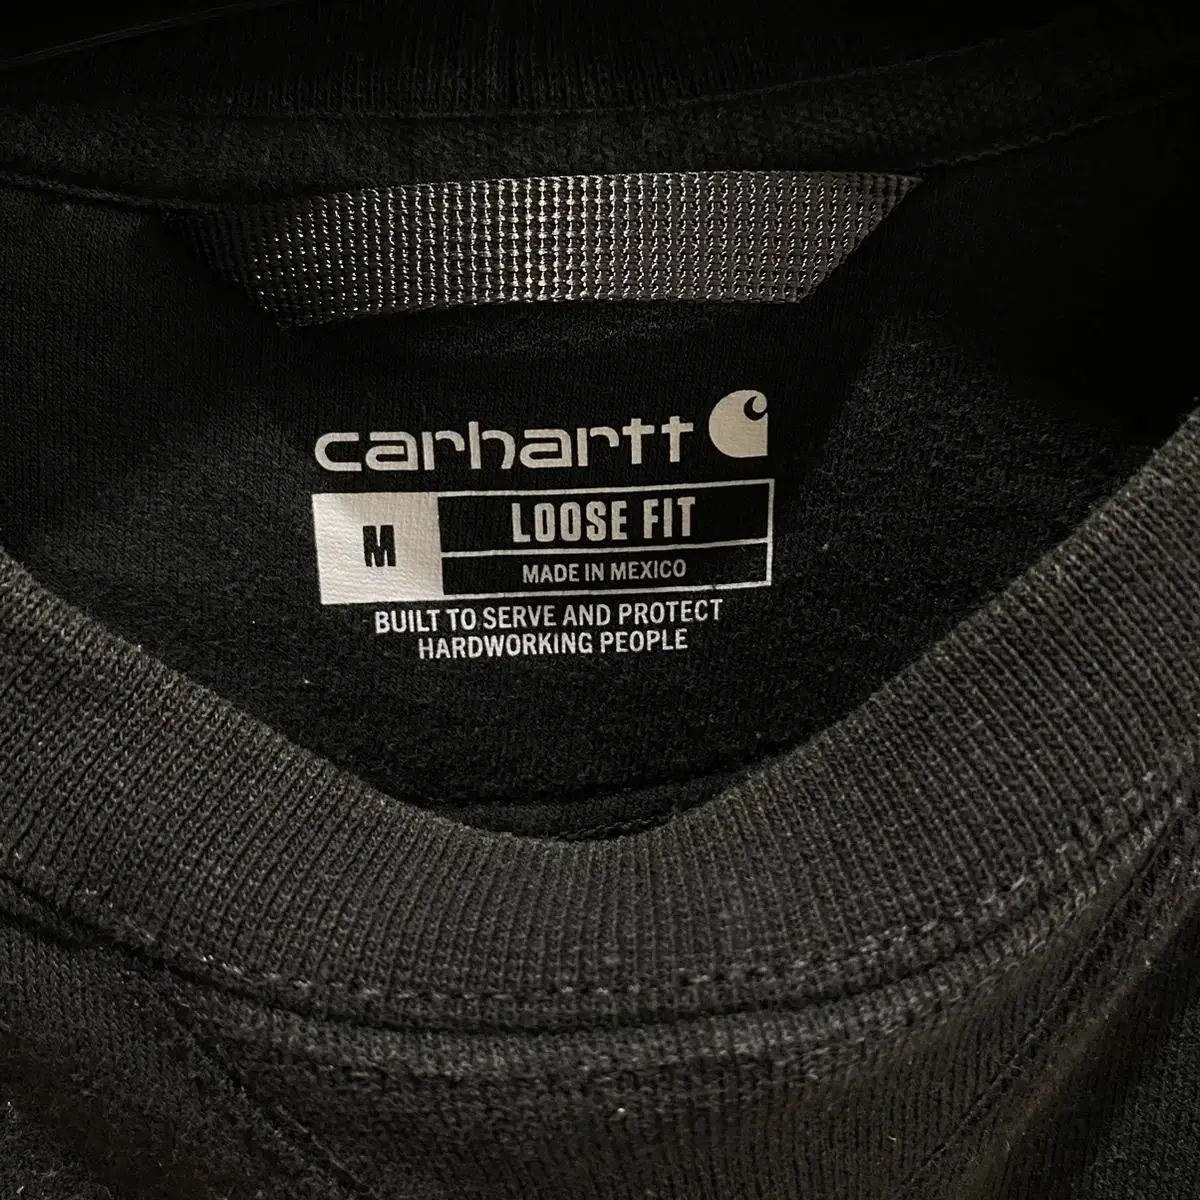 carhartt
M
LOOSE FIT
MADE IN MEXICO
BUILT TO SERVE AND PROTECT
HARDWORKING PEOPLE